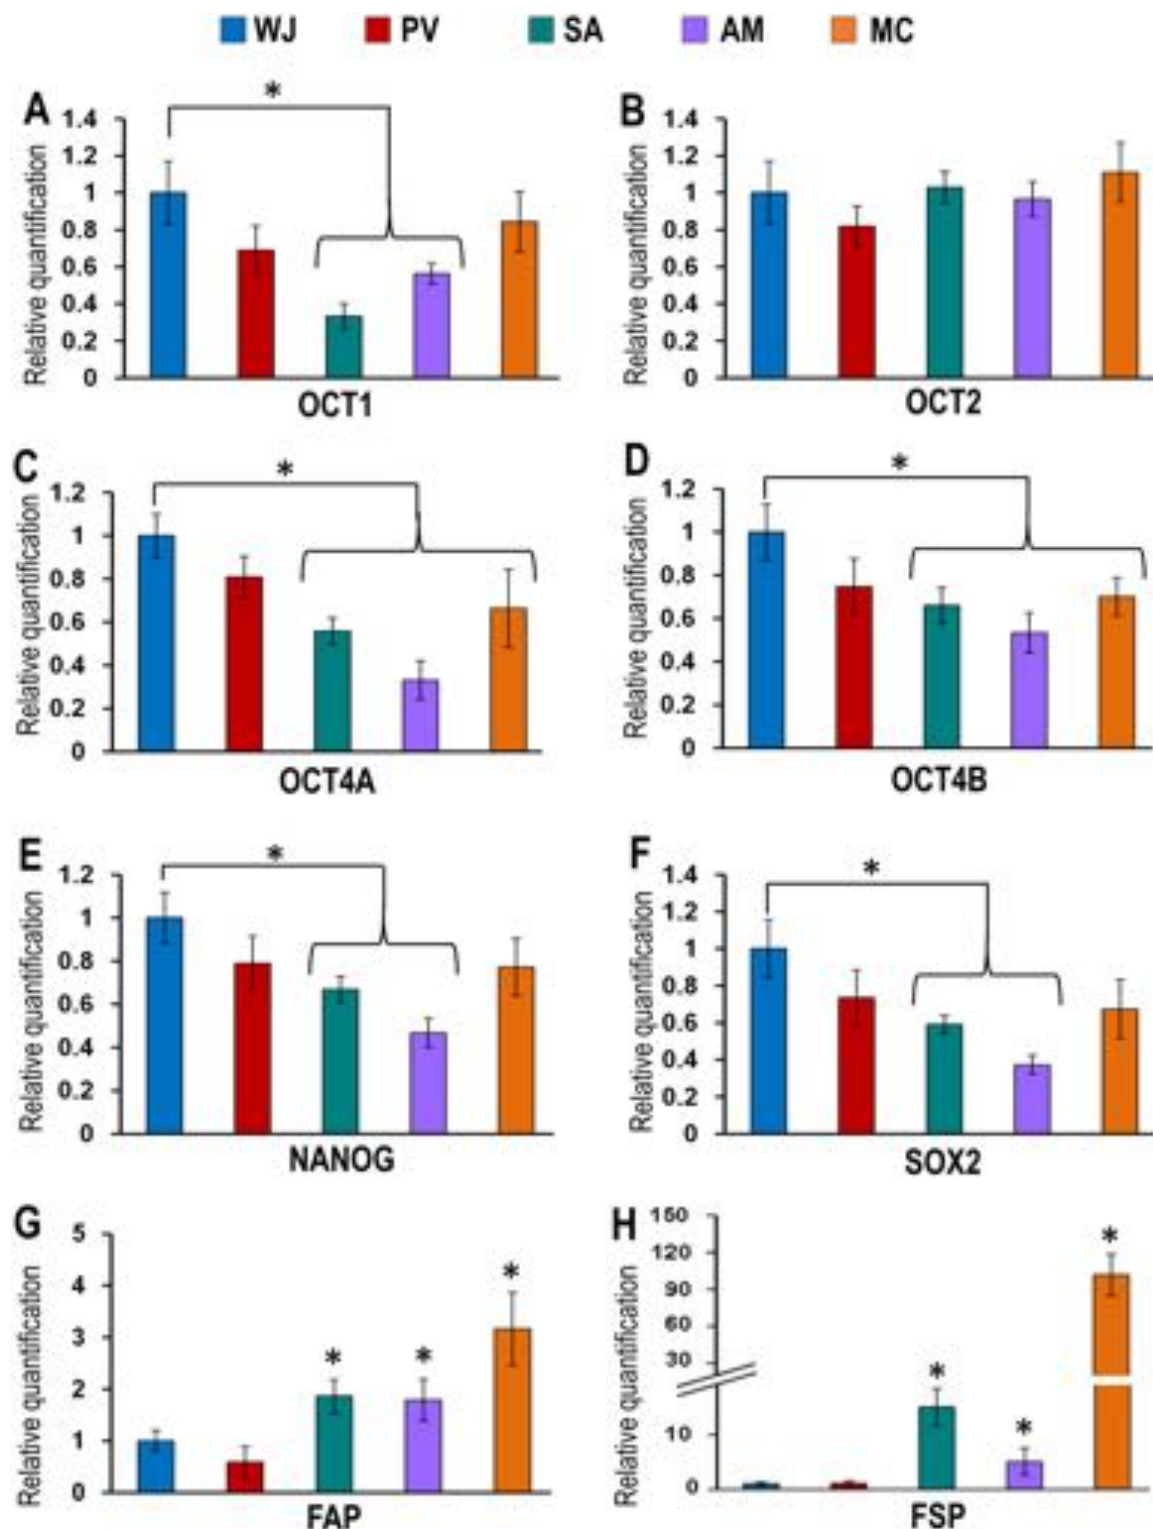 WJ PV SA AM MC
A
*
Relative quantification
1.4
1.2
1
0.8
0.6
0.4
0.2
0
OCT1
B
Relative quantification
1.4
1.2
1
0.8
0.6
0.4
0.2
0
OCT2
C
*
Relative quantification
1.2
1
0.8
0.6
0.4
0.2
0
OCT4A
D
*
Relative quantification
1.2
1
0.8
0.6
0.4
0.2
0
OCT4B
E
*
Relative quantification
1.2
1
0.8
0.6
0.4
0.2
0
NANOG
F
*
Relative quantification
1.4
1.2
1
0.8
0.6
0.4
0.2
0
SOX2
G
Relative quantification
5
4
3
2
1
0
* * *
FAP
H
Relative quantification
150
120
90
60
30
10
0
* * *
FSP